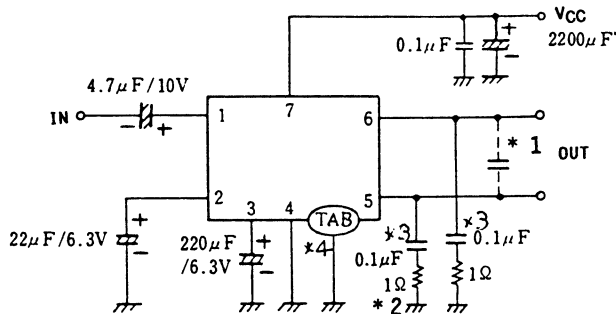 VCC
+
0.1μF
2200μF
−
4.7μF/10V
IN
− +
1
7
6
* 1
OUT
2
3
4
TAB
5
*4
*3
*3
+
22μF/6.3V
−
220μF
/6.3V
+
−
0.1μF
0.1μF
1Ω
1Ω
* 2